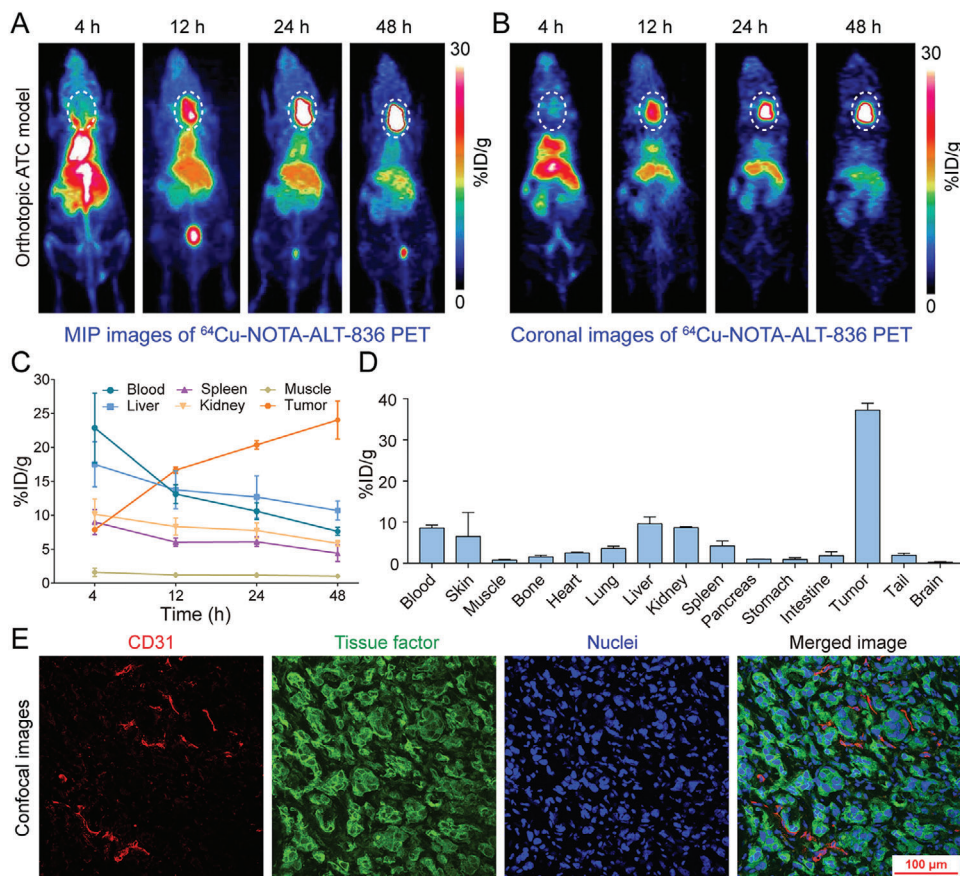 A
4 h 12 h 24 h 48 h
30
%ID/g
0
Orthotopic ATC model
MIP images of ⁶⁴Cu-NOTA-ALT-836 PET
B
4 h 12 h 24 h 48 h
30
%ID/g
0
Coronal images of ⁶⁴Cu-NOTA-ALT-836 PET
C
Blood Spleen Muscle
Liver Kidney Tumor
30
25
20
15
10
5
0
%ID/g
4 12 24 48
Time (h)
D
40
30
20
10
0
%ID/g
Blood
Skin
Muscle
Bone
Heart
Lung
Liver
Kidney
Spleen
Pancreas
Stomach
Intestine
Tumor
Tail
Brain
E
CD31 Tissue factor Nuclei Merged image
Confocal images
100 µm